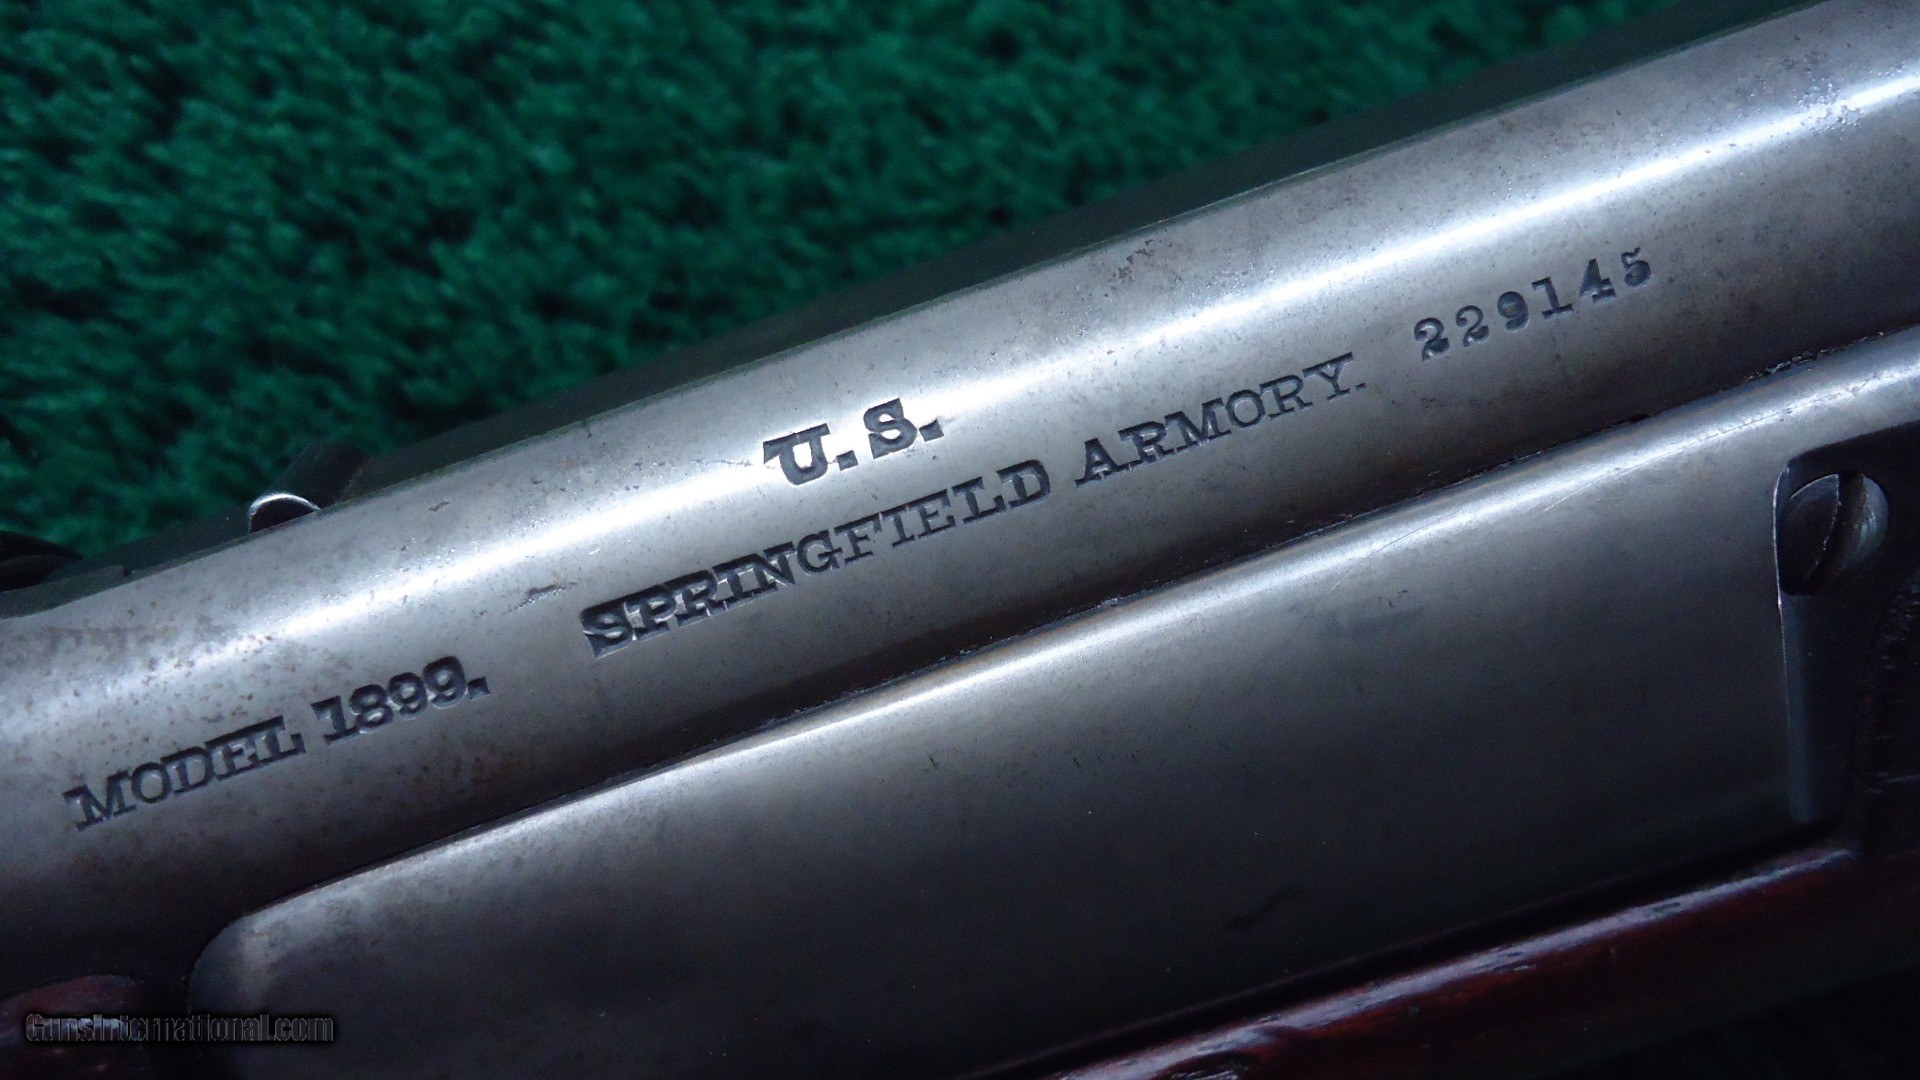 U.S.
MODEL 1899. SPRINGFIELD ARMORY. 229145
GunsInternational.com